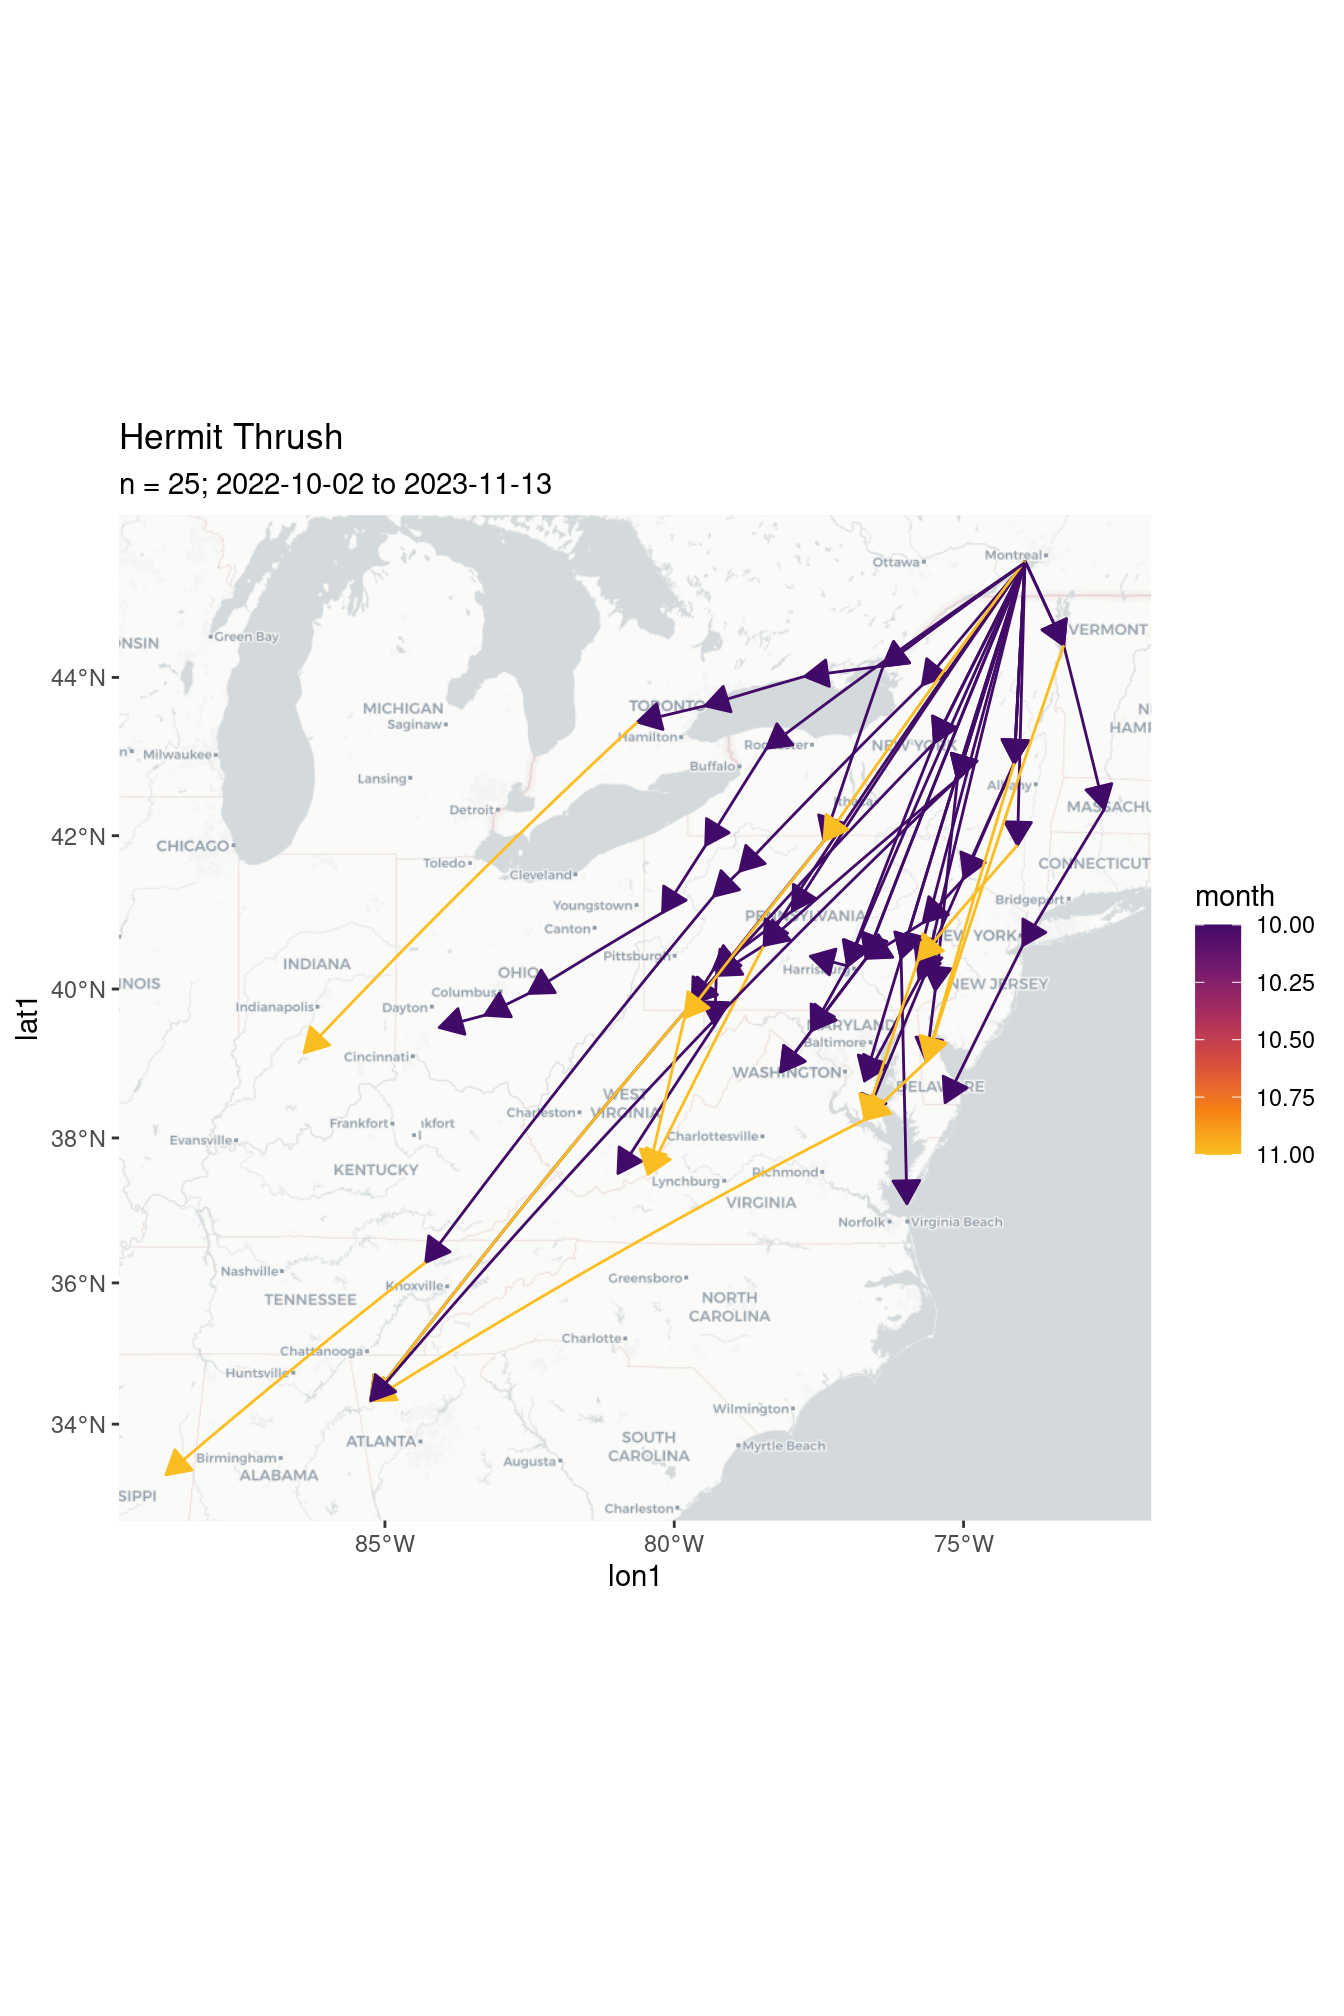 Hermit Thrush
n = 25; 2022-10-02 to 2023-11-13
Montreal
Ottawa
VERMONT
NSIN
Green Bay
44°N
TORONTO
MICHIGAN
Saginaw
HAMP
Hamilton
Rochester
NEW YORK
Milwaukee
Buffalo
Lansing
Albany
Ithaca
MASSACHU
Detroit
42°N
CHICAGO
Toledo
Cleveland
CONNECTICUT
Bridgeport
Youngstown
PENNSYLVANIA
Canton
EW YORK
Pittsburgh
INDIANA
Harrisburg
OHIO
NOIS
NEW JERSEY
40°N
Columbus
Indianapolis
Dayton
MARYLAND
Baltimore
Cincinnati
WASHINGTON
DELAWARE
WEST
VIRGINIA
Charleston
Frankfort
kfort
38°N
Evansville
Charlottesville
KENTUCKY
Richmond
Lynchburg
VIRGINIA
Norfolk
Virginia Beach
36°N
Nashville
Knoxville
Greensboro
TENNESSEE
NORTH
CAROLINA
Charlotte
Chattanooga
Huntsville
34°N
Wilmington
ATLANTA
SOUTH
CAROLINA
Myrtle Beach
Birmingham
Augusta
ALABAMA
SIPPI
Charleston
85°W
80°W
75°W
lon1
lat1
month
10.00
10.25
10.50
10.75
11.00